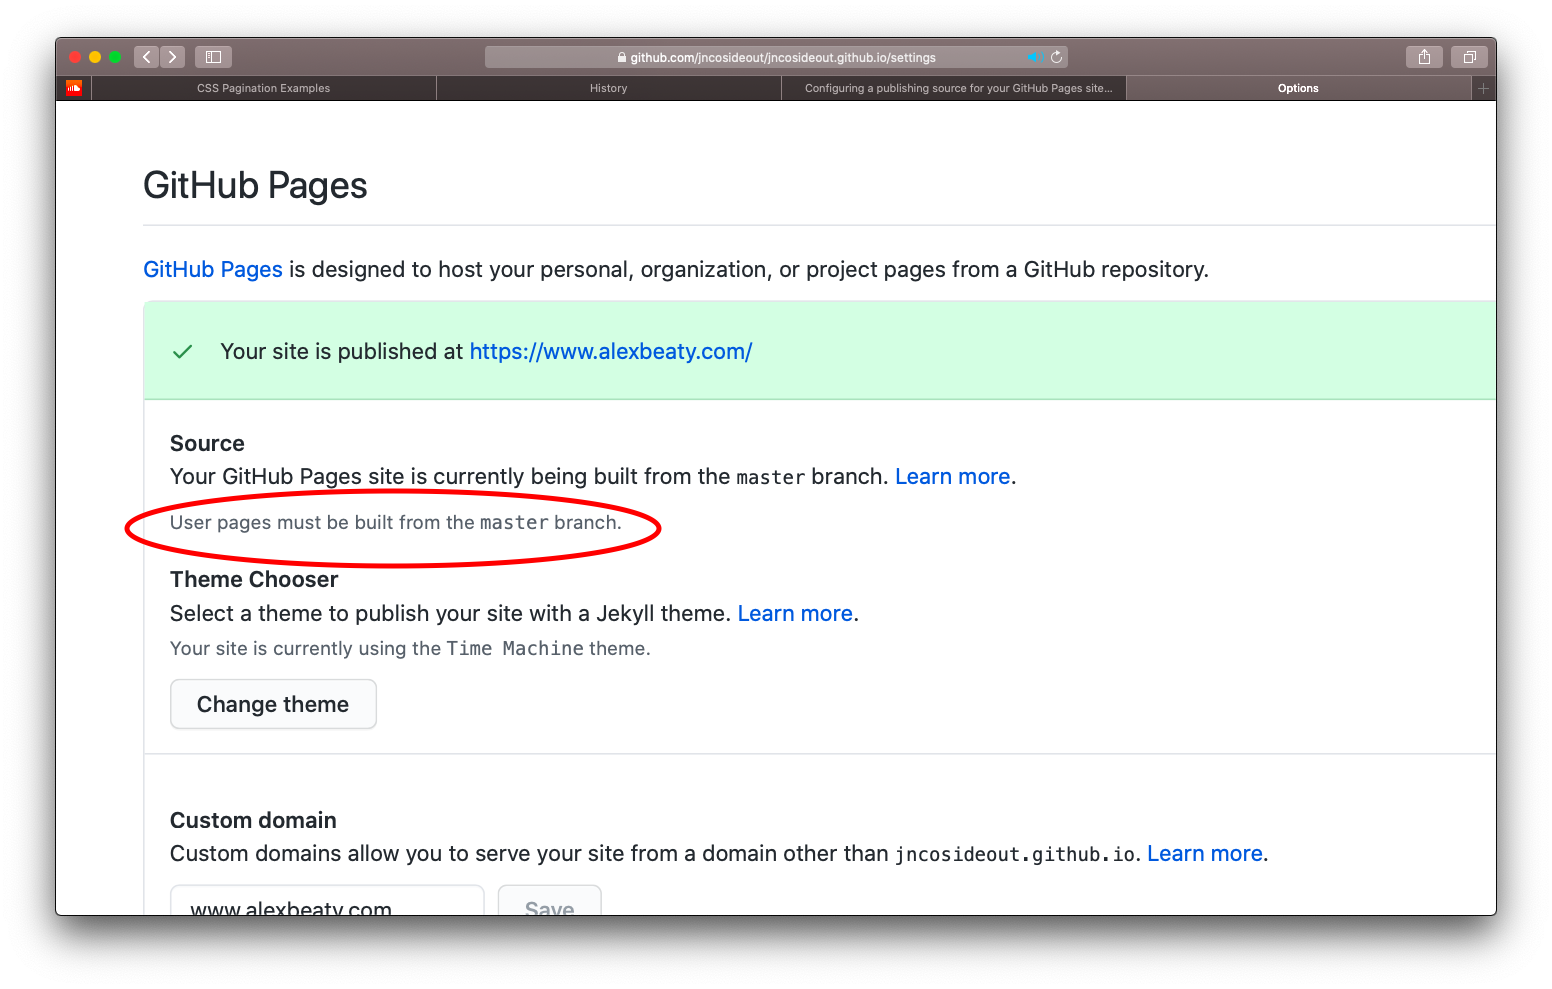 github.com/jncosideout/jncosideout.github.io/settings
CSS Pagination Examples
History
Configuring a publishing source for your GitHub Pages site...
Options
GitHub Pages
GitHub Pages is designed to host your personal, organization, or project pages from a GitHub repository.
Your site is published at https://www.alexbeaty.com/
Source
Your GitHub Pages site is currently being built from the master branch. Learn more.
User pages must be built from the master branch.
Theme Chooser
Select a theme to publish your site with a Jekyll theme. Learn more.
Your site is currently using the Time Machine theme.
Change theme
Custom domain
Custom domains allow you to serve your site from a domain other than jncosideout.github.io. Learn more.
www.alexbeaty.com
Save